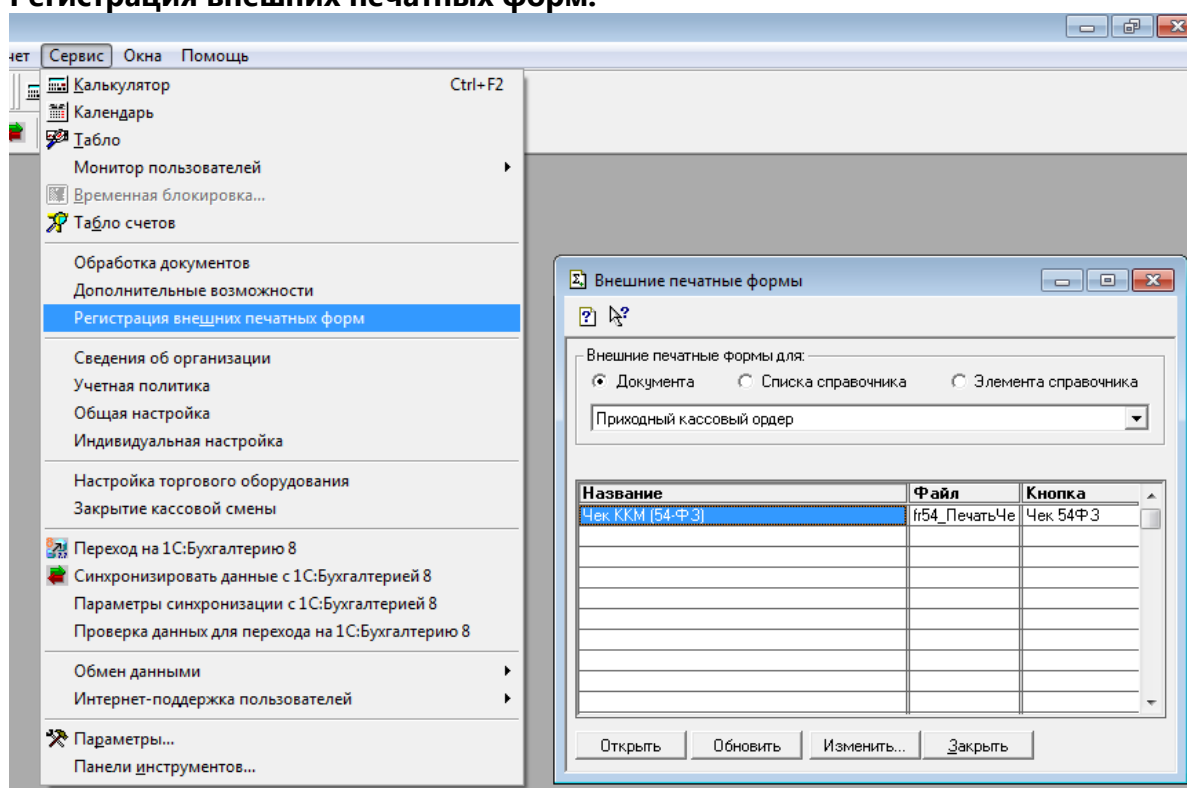 Регистрация внешних печатных форм.
чет Сервис Окна Помощь
Калькулятор Ctrl+F2
Календарь
Табло
Монитор пользователей
Временная блокировка...
Табло счетов
Обработка документов
Дополнительные возможности
Регистрация внешних печатных форм
Сведения об организации
Учетная политика
Общая настройка
Индивидуальная настройка
Настройка торгового оборудования
Закрытие кассовой смены
Переход на 1С:Бухгалтерию 8
Синхронизировать данные с 1С:Бухгалтерией 8
Параметры синхронизации с 1С:Бухгалтерией 8
Проверка данных для перехода на 1С:Бухгалтерию 8
Обмен данными
Интернет-поддержка пользователей
Параметры...
Панели инструментов...
Внешние печатные формы
Внешние печатные формы для:
Документа Списка справочника Элемента справочника
Приходный кассовый ордер
Название Файл Кнопка
Чек ККМ (54-ФЗ) fr54_ПечатьЧе Чек 54ФЗ
Открыть Обновить Изменить... Закрыть